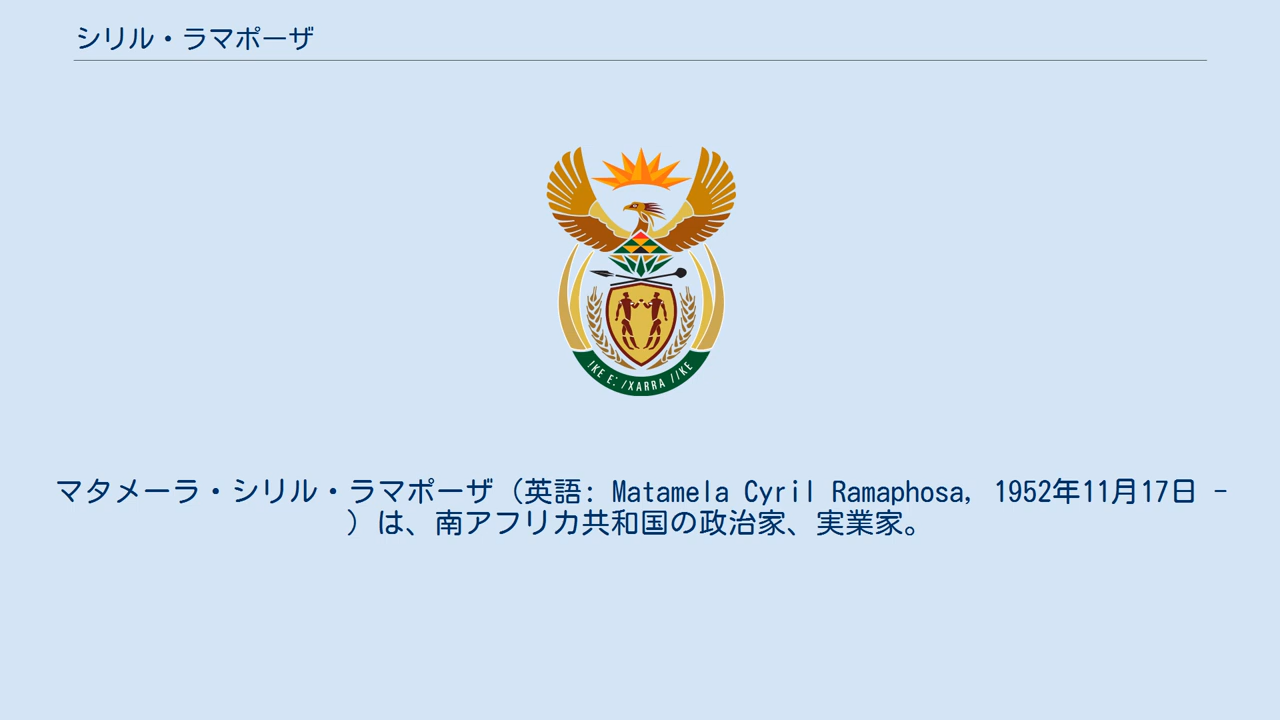 シリル・ラマポーザ
!KE E: /XARRA //KE
マタメーラ・シリル・ラマポーザ（英語: Matamela Cyril Ramaphosa, 1952年11月17日 -
）は、南アフリカ共和国の政治家、実業家。